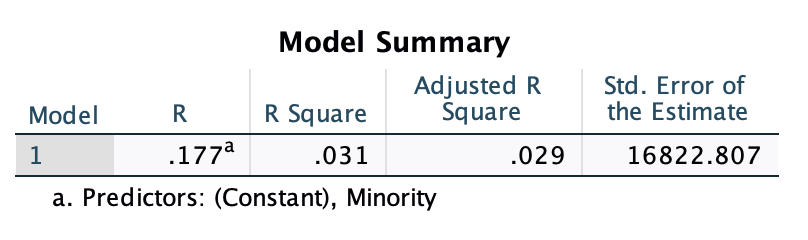 Model Summary
Model R R Square Adjusted R Square Std. Error of the Estimate
1 .177a .031 .029 16822.807
a. Predictors: (Constant), Minority